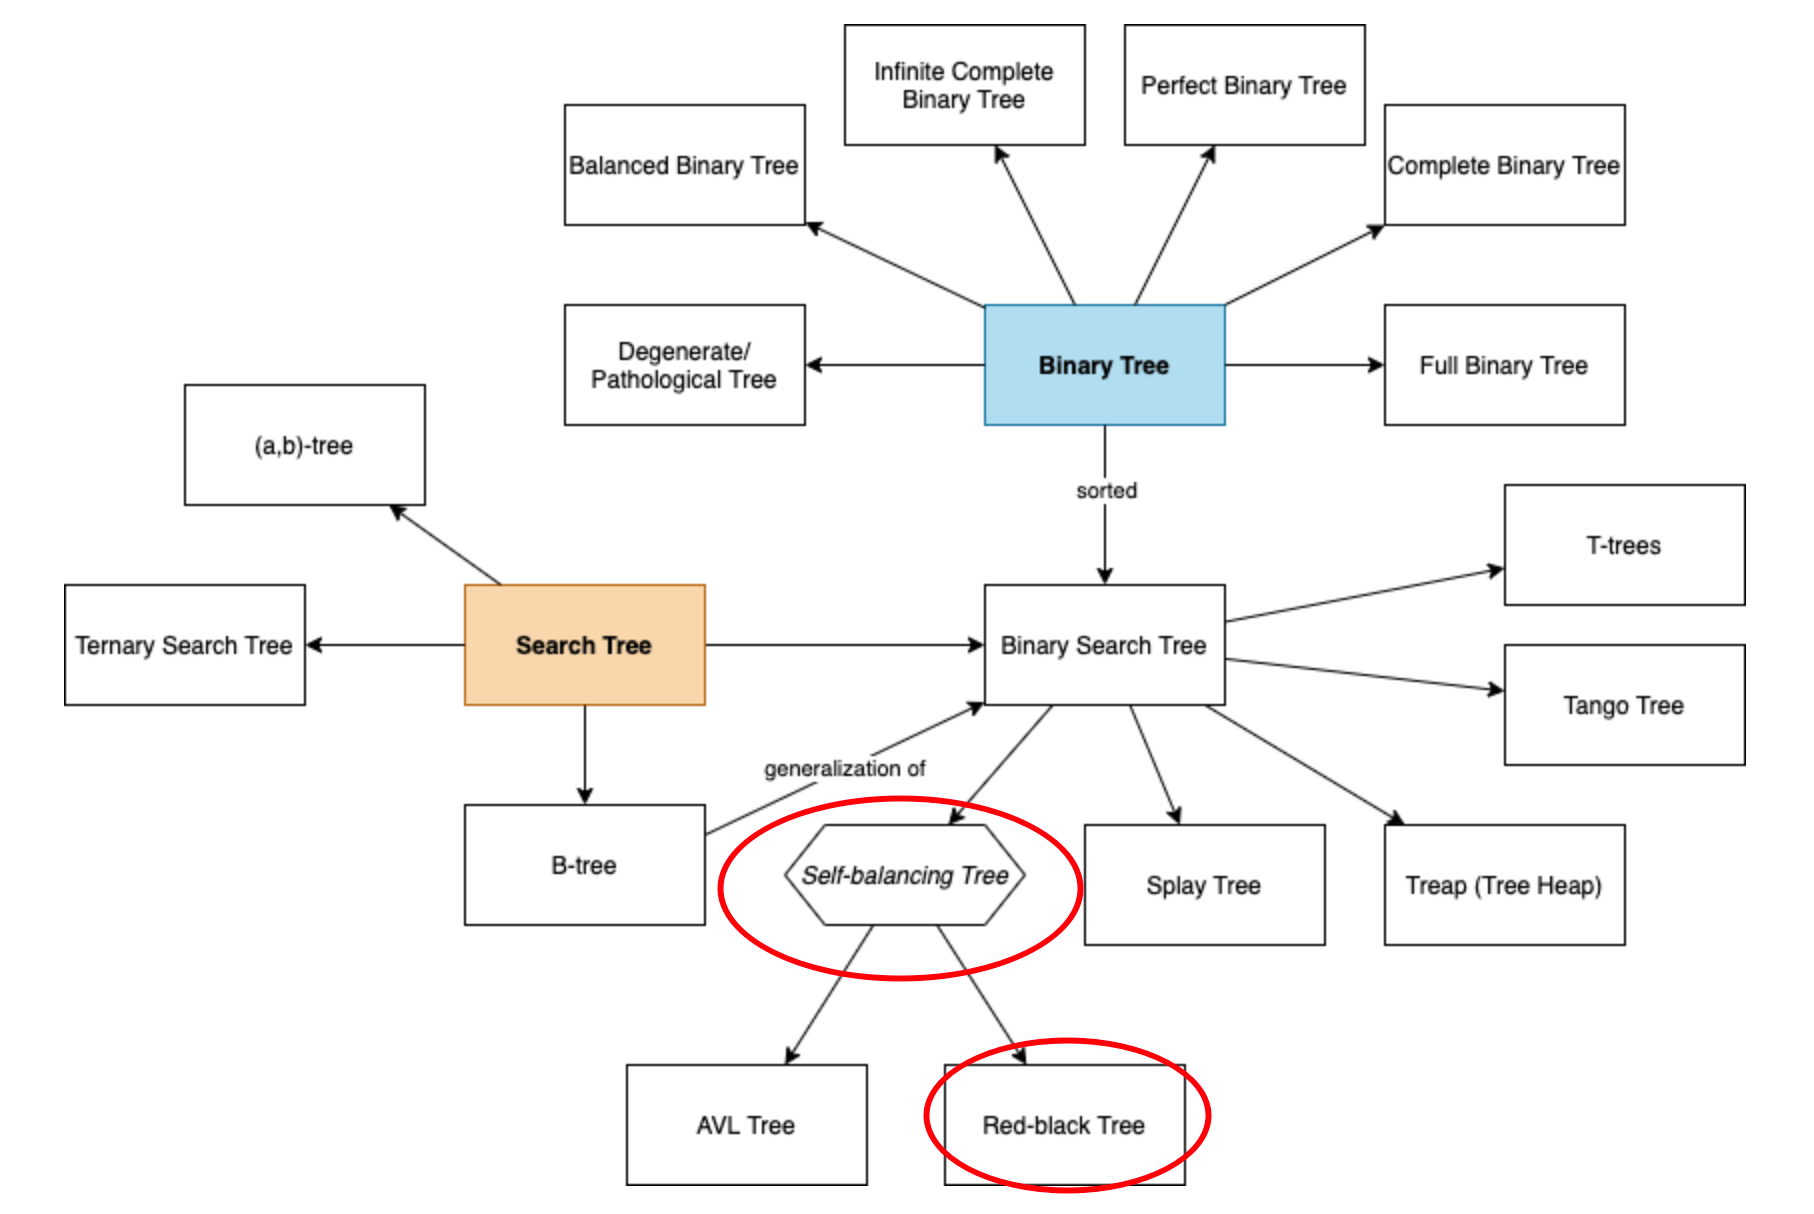 Infinite Complete
Binary Tree
Perfect Binary Tree
Balanced Binary Tree
Complete Binary Tree
Degenerate/
Pathological Tree
Binary Tree
Full Binary Tree
(a,b)-tree
sorted
T-trees
Ternary Search Tree
Search Tree
Binary Search Tree
Tango Tree
generalization of
B-tree
Self-balancing Tree
Splay Tree
Treap (Tree Heap)
AVL Tree
Red-black Tree